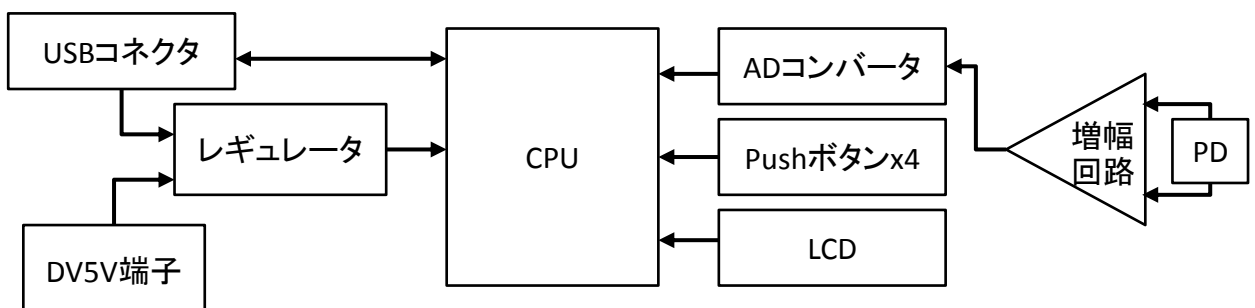 USBコネクタ
レギュレータ
DV5V端子
CPU
ADコンバータ
Pushボタンx4
LCD
増幅
回路
PD